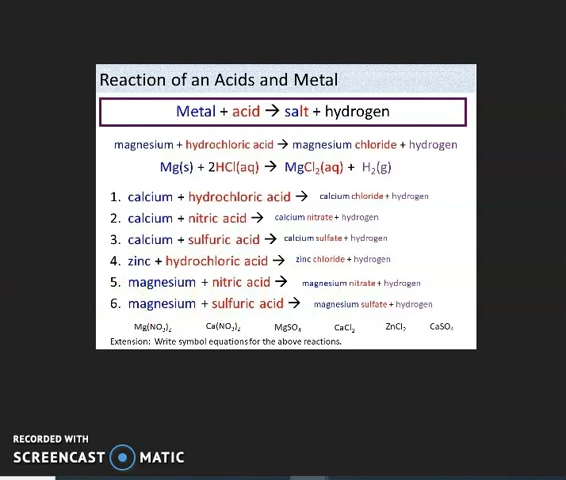 Reaction of an Acids and Metal
Metal + acid → salt + hydrogen
magnesium + hydrochloric acid → magnesium chloride + hydrogen
Mg(s) + 2HCl(aq) → MgCl₂(aq) + H₂(g)
1. calcium + hydrochloric acid → calcium chloride + hydrogen
2. calcium + nitric acid → calcium nitrate + hydrogen
3. calcium + sulfuric acid → calcium sulfate + hydrogen
4. zinc + hydrochloric acid → zinc chloride + hydrogen
5. magnesium + nitric acid → magnesium nitrate + hydrogen
6. magnesium + sulfuric acid → magnesium sulfate + hydrogen
Mg(NO₃)₂ Ca(NO₃)₂ MgSO₄ CaCl₂ ZnCl₂ CaSO₄
Extension: Write symbol equations for the above reactions.
RECORDED WITH
SCREENCAST MATIC